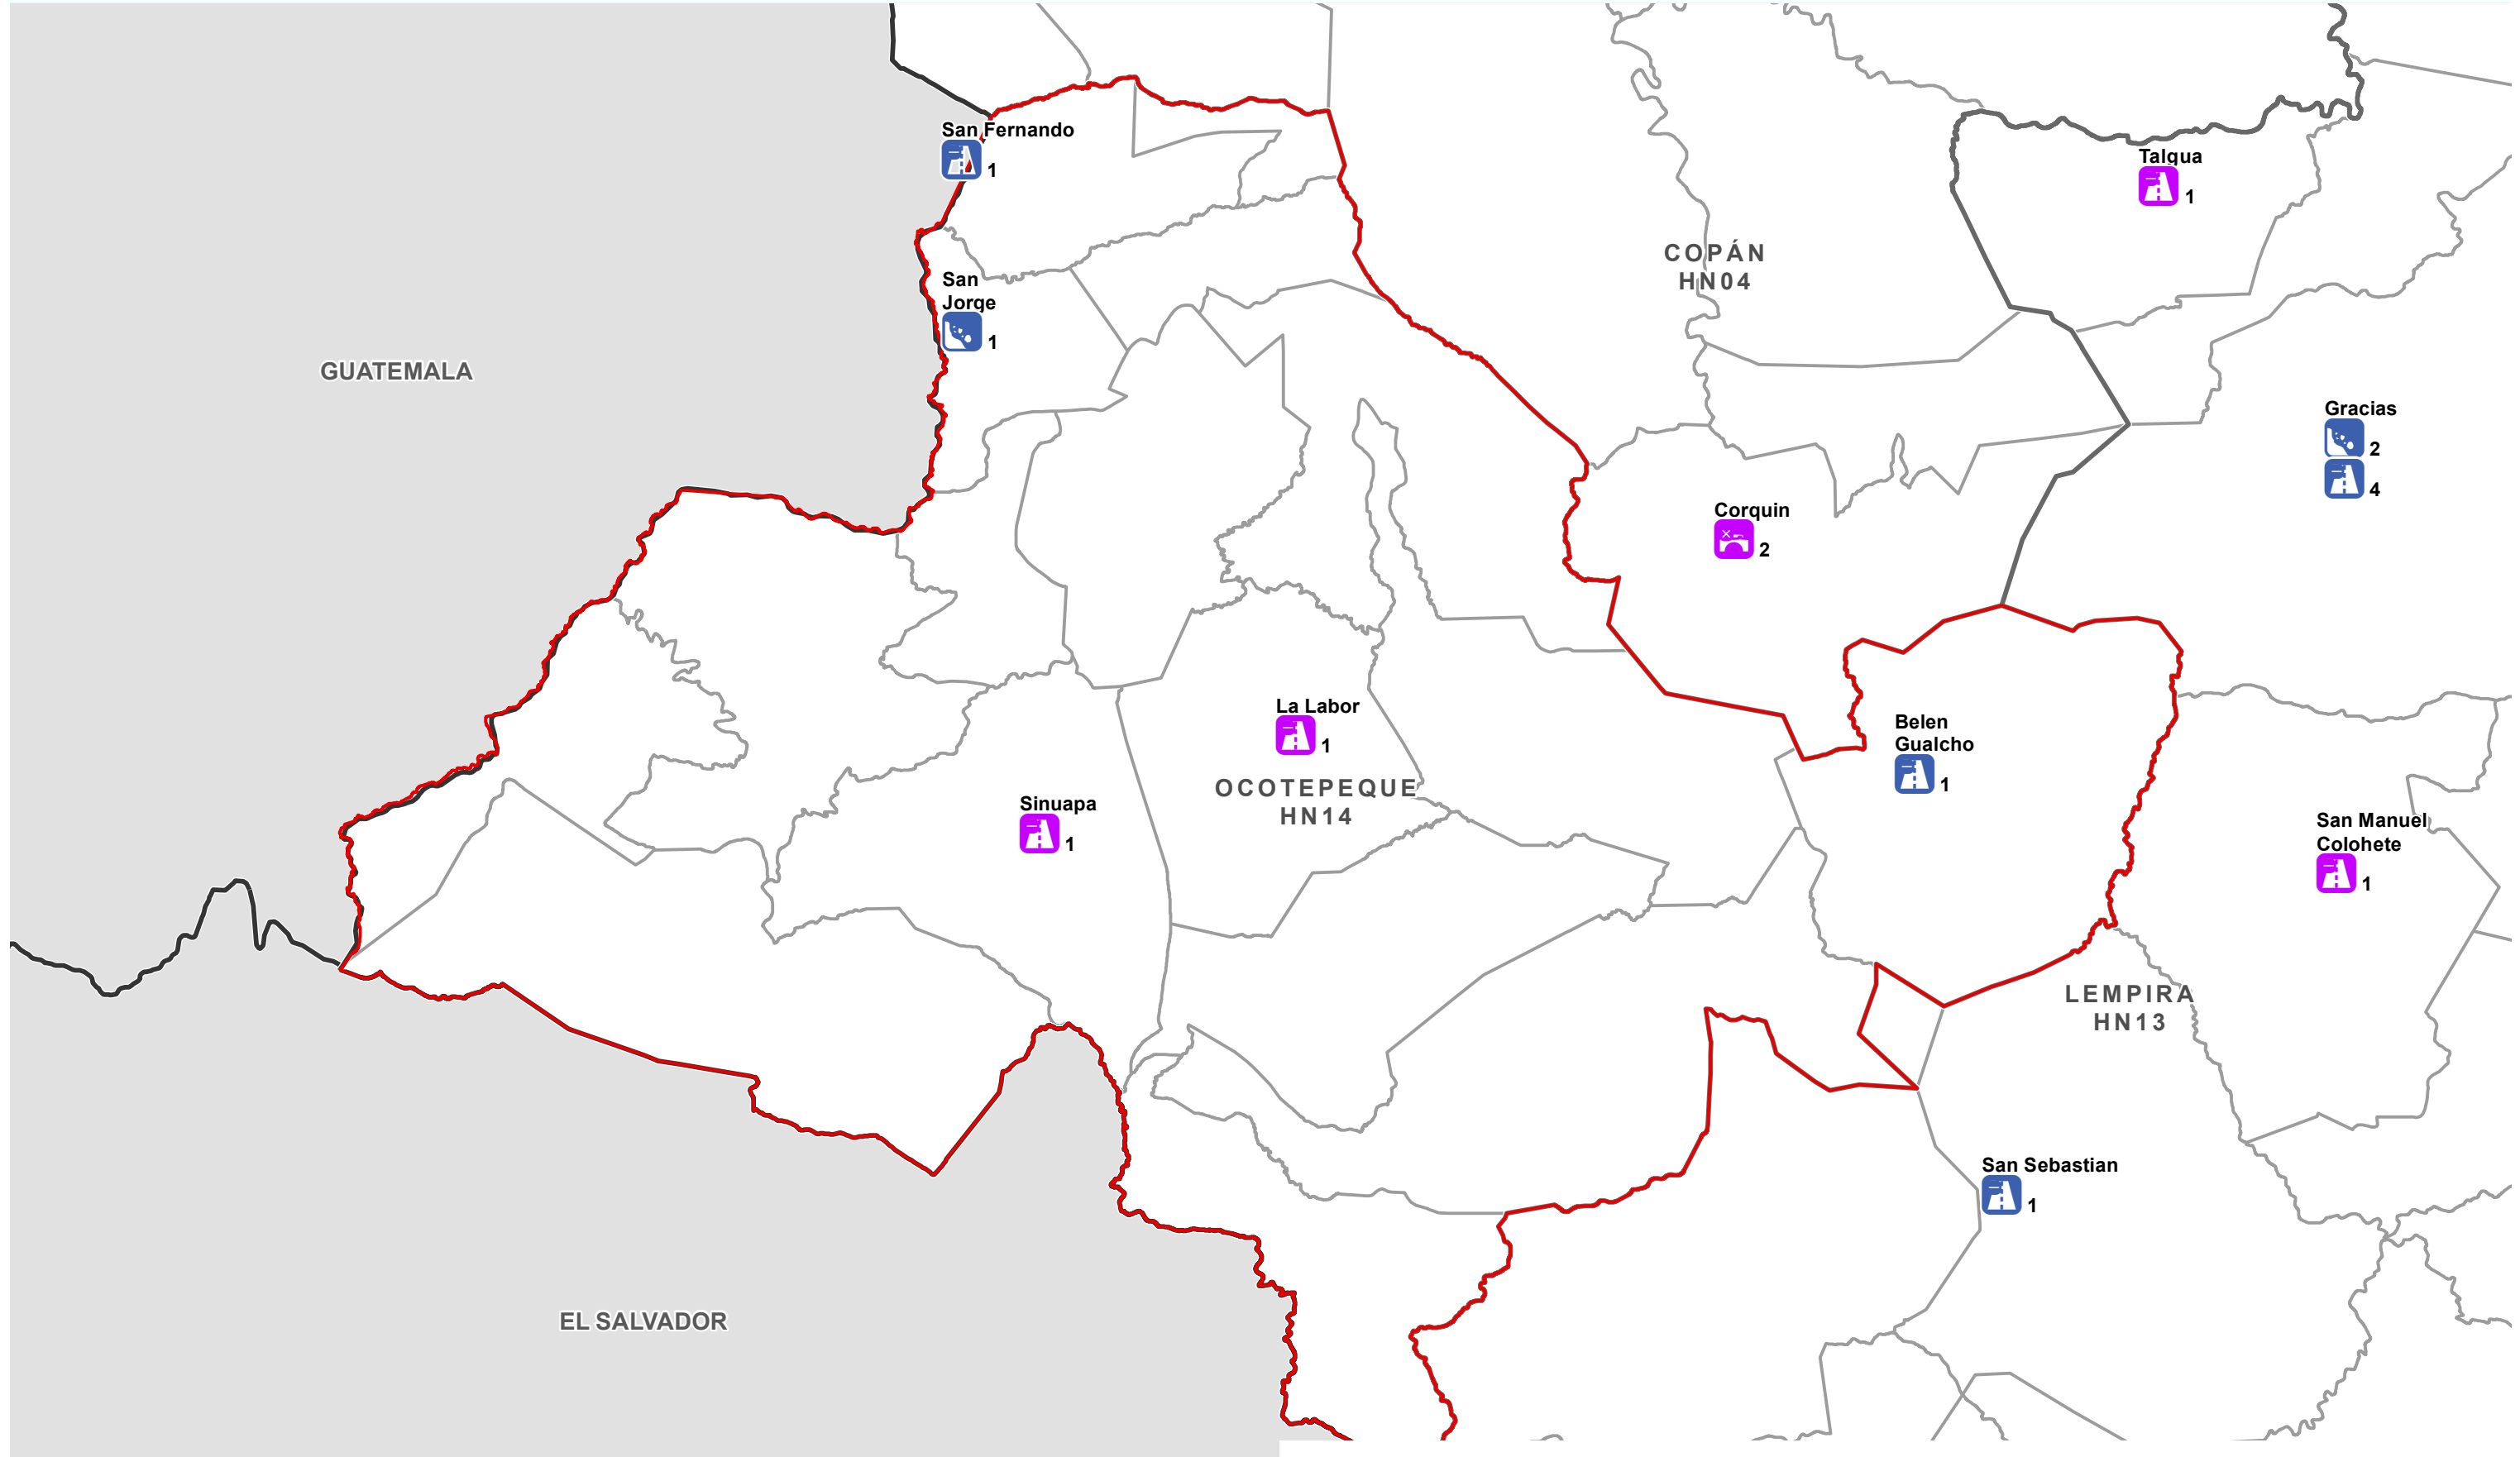 San Fernando
1
Talgua
1
COPÁN
HN04
San
Jorge
1
GUATEMALA
Gracias
2
4
Corquin
2
La Labor
1
Belen
Gualcho
1
OCOTEPEQUE
HN14
Sinuapa
1
San Manuel
Colohete
1
LEMPIRA
HN13
San Sebastian
1
EL SALVADOR